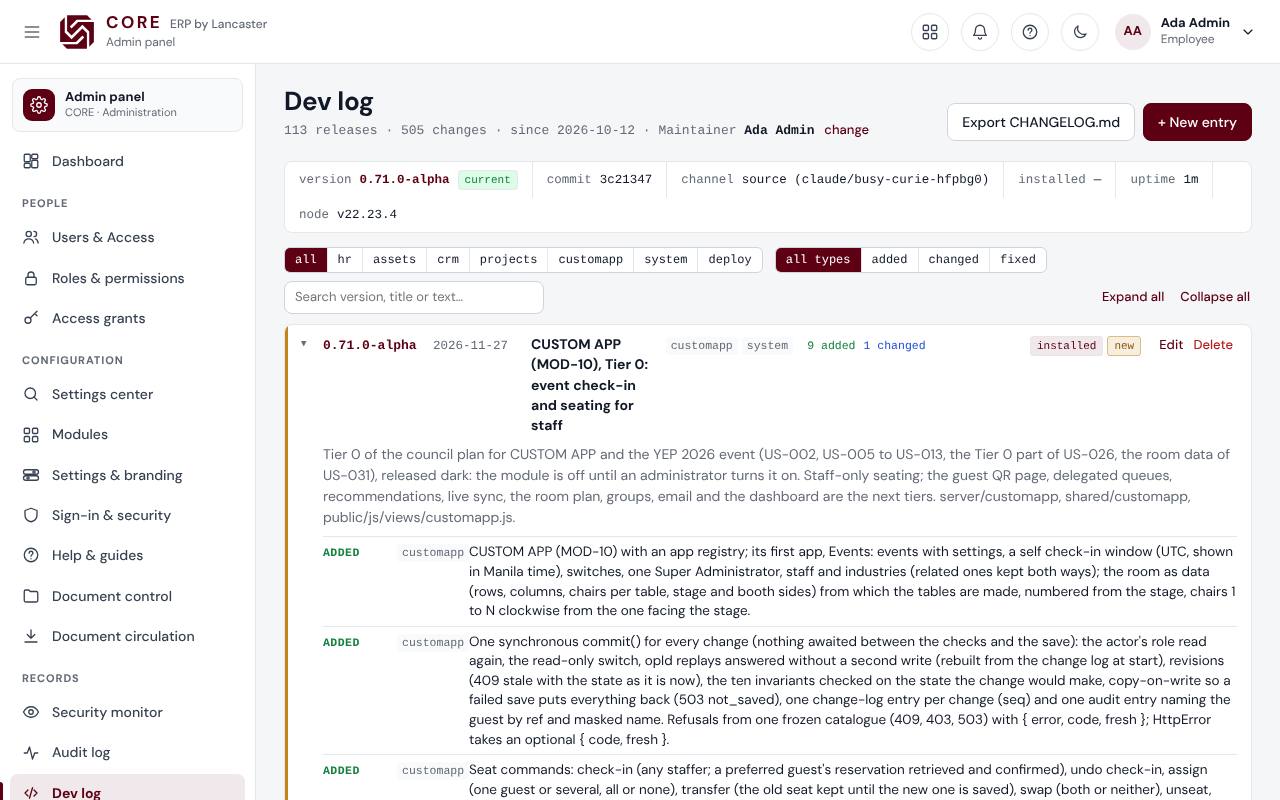 CORE ERP by Lancaster
Admin panel
AA
Ada Admin
Employee
Admin panel
CORE · Administration
Dashboard
PEOPLE
Users & Access
Roles & permissions
Access grants
CONFIGURATION
Settings center
Modules
Settings & branding
Sign-in & security
Help & guides
Document control
Document circulation
RECORDS
Security monitor
Audit log
Dev log
Dev log
113 releases · 505 changes · since 2026-10-12 · Maintainer Ada Admin change
Export CHANGELOG.md
+ New entry
version 0.71.0-alpha current commit 3c21347 channel source (claude/busy-curie-hfpbg0) installed — uptime 1m
node v22.23.4
all hr assets crm projects customapp system deploy all types added changed fixed
Search version, title or text…
Expand all Collapse all
▾ 0.71.0-alpha 2026-11-27 CUSTOM APP customapp system 9 added 1 changed installed new Edit Delete
(MOD-10), Tier 0:
event check-in
and seating for
staff
Tier 0 of the council plan for CUSTOM APP and the YEP 2026 event (US-002, US-005 to US-013, the Tier 0 part of US-026, the room data of
US-031), released dark: the module is off until an administrator turns it on. Staff-only seating; the guest QR page, delegated queues,
recommendations, live sync, the room plan, groups, email and the dashboard are the next tiers. server/customapp, shared/customapp,
public/js/views/customapp.js.
ADDED customapp CUSTOM APP (MOD-10) with an app registry; its first app, Events: events with settings, a self check-in window (UTC, shown
in Manila time), switches, one Super Administrator, staff and industries (related ones kept both ways); the room as data
(rows, columns, chairs per table, stage and booth sides) from which the tables are made, numbered from the stage, chairs 1
to N clockwise from the one facing the stage.
ADDED customapp One synchronous commit() for every change (nothing awaited between the checks and the save): the actor's role read
again, the read-only switch, opId replays answered without a second write (rebuilt from the change log at start), revisions
(409 stale with the state as it is now), the ten invariants checked on the state the change would make, copy-on-write so a
failed save puts everything back (503 not_saved), one change-log entry per change (seq) and one audit entry naming the
guest by ref and masked name. Refusals from one frozen catalogue (409, 403, 503) with { error, code, fresh }; HttpError
takes an optional { code, fresh }.
ADDED customapp Seat commands: check-in (any staffer; a preferred guest's reservation retrieved and confirmed), undo check-in, assign
(one guest or several, all or none), transfer (the old seat kept until the new one is saved), swap (both or neither), unseat,